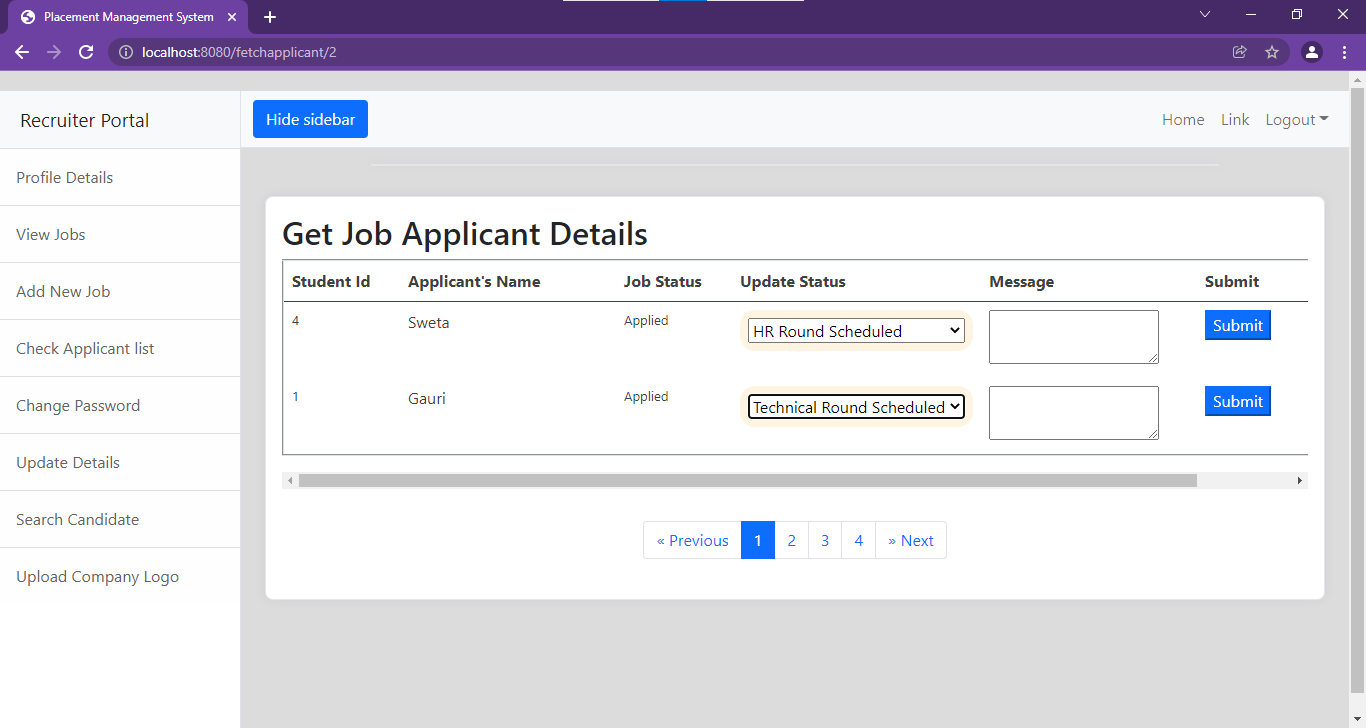 Placement Management System
localhost:8080/fetchapplicant/2
Recruiter Portal
Hide sidebar
Home Link Logout
Profile Details
View Jobs
Add New Job
Check Applicant list
Change Password
Update Details
Search Candidate
Upload Company Logo
Get Job Applicant Details
Student Id Applicant's Name Job Status Update Status Message Submit
4 Sweta Applied HR Round Scheduled Submit
1 Gauri Applied Technical Round Scheduled Submit
« Previous 1 2 3 4 » Next